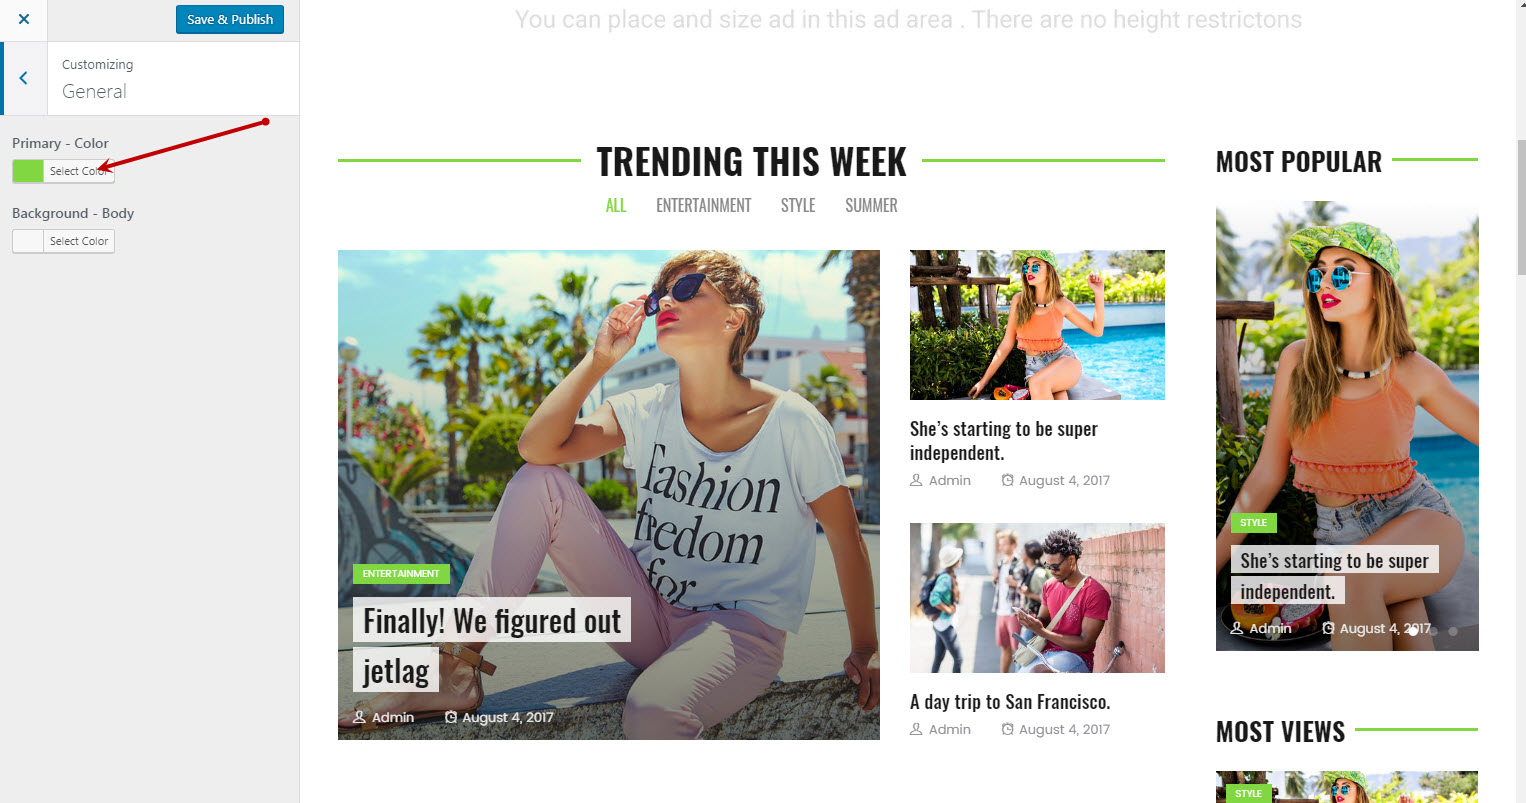 Save & Publish
Customizing
General
Primary - Color
Select Color
Background - Body
Select Color
You can place and size ad in this ad area . There are no height restrictons
TRENDING THIS WEEK
ALL ENTERTAINMENT STYLE SUMMER
fashion
freedom
for
ENTERTAINMENT
Finally! We figured out
jetlag
Admin August 4, 2017
She's starting to be super
independent.
Admin August 4, 2017
A day trip to San Francisco.
Admin August 4, 2017
MOST POPULAR
STYLE
She's starting to be super
independent.
Admin August 4, 2017
MOST VIEWS
STYLE